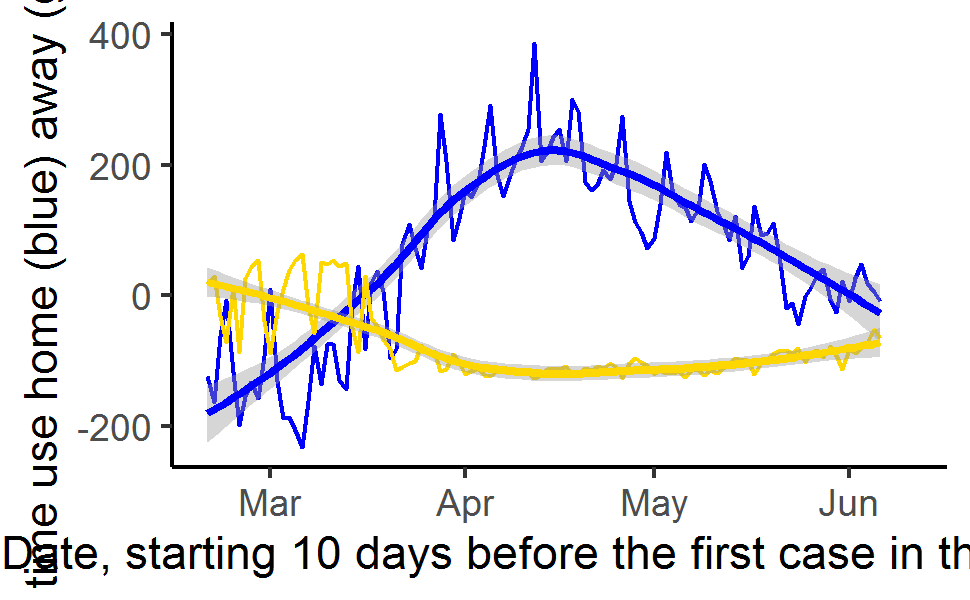 time use home (blue) away (
400
200
0
-200
Mar Apr May Jun
Date, starting 10 days before the first case in th